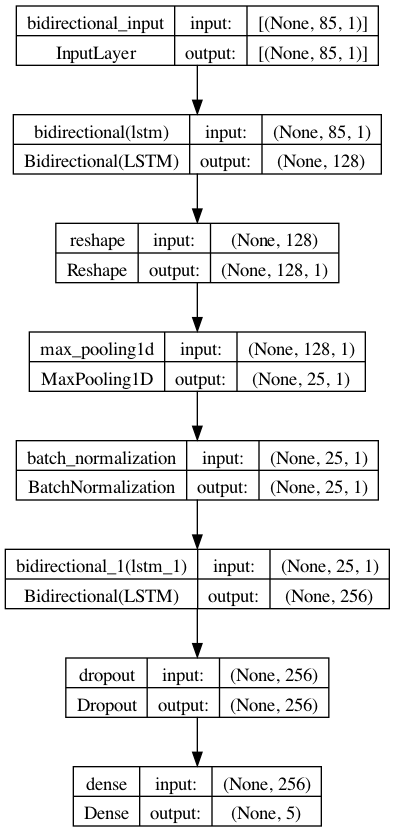 bidirectional_input input: [(None, 85, 1)]
InputLayer output: [(None, 85, 1)]
bidirectional(lstm) input: (None, 85, 1)
Bidirectional(LSTM) output: (None, 128)
reshape input: (None, 128)
Reshape output: (None, 128, 1)
max_pooling1d input: (None, 128, 1)
MaxPooling1D output: (None, 25, 1)
batch_normalization input: (None, 25, 1)
BatchNormalization output: (None, 25, 1)
bidirectional_1(lstm_1) input: (None, 25, 1)
Bidirectional(LSTM) output: (None, 256)
dropout input: (None, 256)
Dropout output: (None, 256)
dense input: (None, 256)
Dense output: (None, 5)